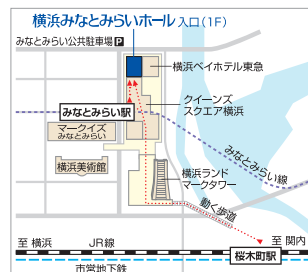 横浜みなとみらいホール 入口(1F)
みなとみらい公共駐車場 P
横浜ベイホテル東急
みなとみらい駅
クイーンズ
スクエア横浜
マークイズ
みなとみらい
みなとみらい線
横浜美術館
横浜ランド
マークタワー
動く歩道
至 横浜
JR線
至 関内
桜木町駅
市営地下鉄